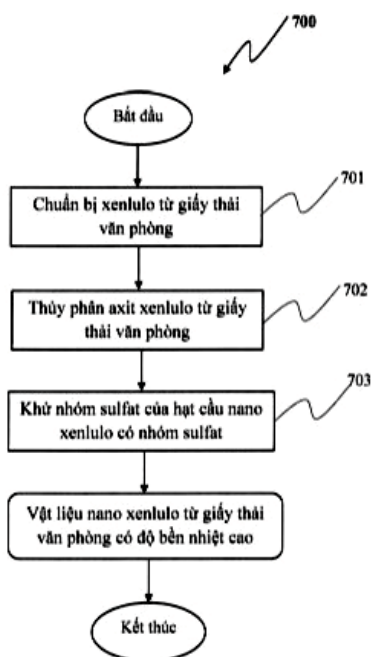 700
Bắt đầu
701
Chuẩn bị xenlulo từ giấy thải
văn phòng
702
Thủy phân axit xenlulo từ giấy
thải văn phòng
703
Khử nhóm sulfat của hạt cầu nano
xenlulo có nhóm sulfat
Vật liệu nano xenlulo từ giấy thải
văn phòng có độ bền nhiệt cao
Kết thúc